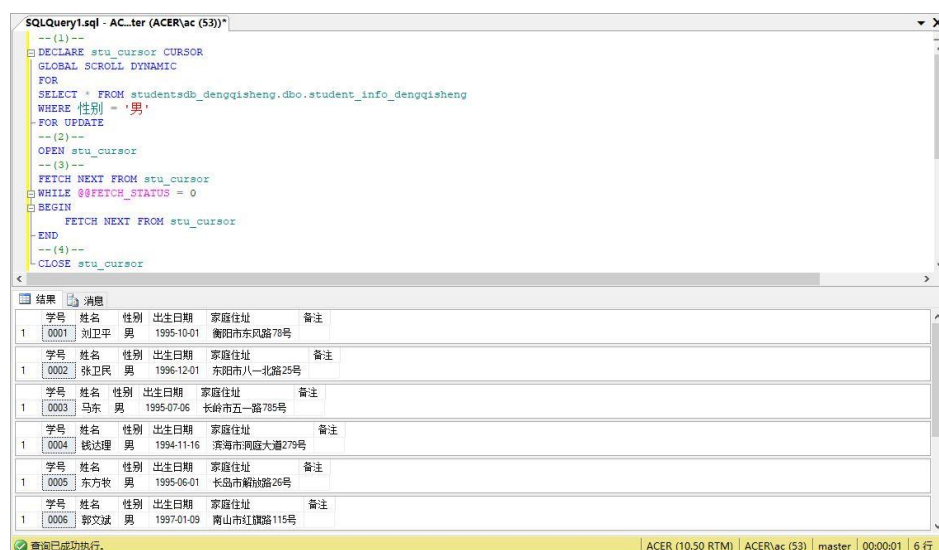 SQLQuery1.sql - AC...ter (ACER\ac (53))*
--(1)--
DECLARE stu_cursor CURSOR
GLOBAL SCROLL DYNAMIC
FOR
SELECT * FROM studentsdb_dengqisheng.dbo.student_info_dengqisheng
WHERE 性别 = '男'
FOR UPDATE
--(2)--
OPEN stu_cursor
--(3)--
FETCH NEXT FROM stu_cursor
WHILE @@FETCH_STATUS = 0
BEGIN
FETCH NEXT FROM stu_cursor
END
--(4)--
CLOSE stu_cursor
结果 消息
学号 姓名 性别 出生日期 家庭住址 备注
1 0001 刘卫平 男 1995-10-01 衡阳市东风路78号
学号 姓名 性别 出生日期 家庭住址 备注
1 0002 张卫民 男 1996-12-01 东阳市八一北路25号
学号 姓名 性别 出生日期 家庭住址 备注
1 0003 马东 男 1995-07-06 长岭市五一路785号
学号 姓名 性别 出生日期 家庭住址 备注
1 0004 钱达理 男 1994-11-16 滨海市洞庭大道279号
学号 姓名 性别 出生日期 家庭住址 备注
1 0005 东方牧 男 1995-06-01 长岛市解放路26号
学号 姓名 性别 出生日期 家庭住址 备注
1 0006 郭文斌 男 1997-01-09 南山市红旗路115号
查询已成功执行。 ACER (10.50 RTM) ACER\ac (53) master 00:00:01 6 行